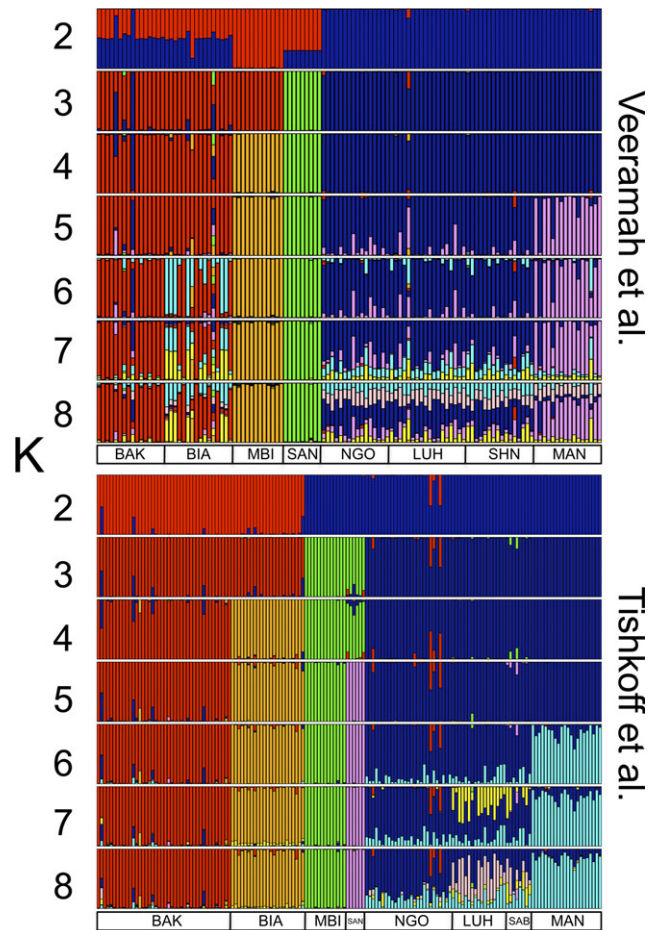 2
3
4
5
6
7
8
BAK BIA MBI SAN NGO LUH SHN MAN
Veeramah et al.
K
2
3
4
5
6
7
8
BAK BIA MBI SAN NGO LUH SAB MAN
Tishkoff et al.